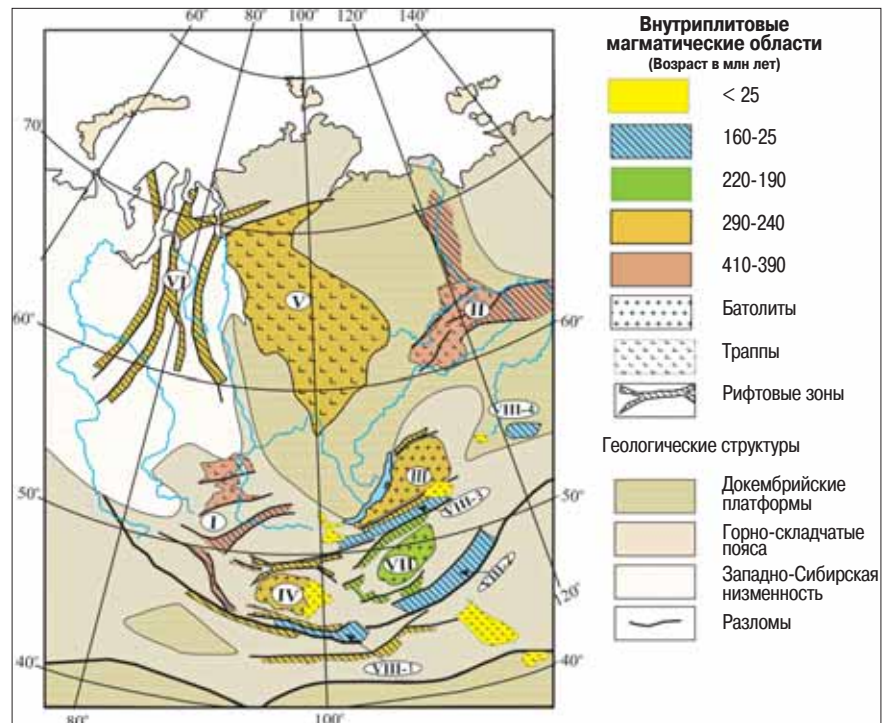 60° 80° 100° 120° 140°
70°
60°
50°
40°
80°
100°
60°
50°
20°
40°
VI
V
II
VIII-4
III
I
VIII-3
VII
VIII-2
IV
VIII-1
Внутриплитовые
магматические области
(Возраст в млн лет)
< 25
160-25
220-190
290-240
410-390
Батолиты
Траппы
Рифтовые зоны
Геологические структуры
Докембрийские
платформы
Горно-складчатые
пояса
Западно-Сибирская
низменность
Разломы